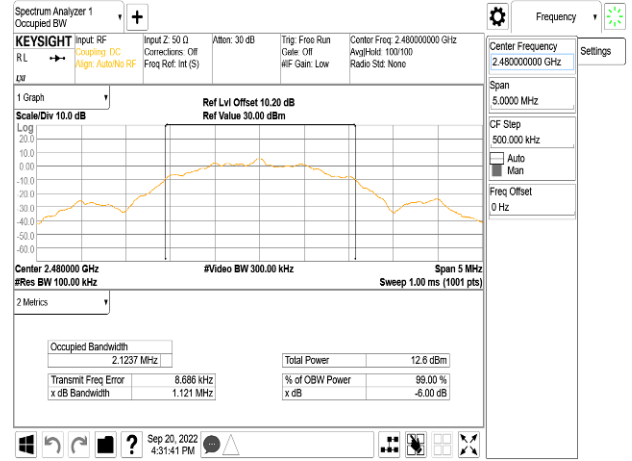 Spectrum Analyzer 1
Occupied BW
Frequency
KEYSIGHT
Input: RF
Coupling: DC
Align: Auto/No RF
Input Z: 50 Ω
Corrections: Off
Freq Ref: Int (S)
Atten: 30 dB
Trig: Free Run
Gate: Off
#IF Gain: Low
Center Freq: 2.480000000 GHz
Avg|Hold: 100/100
Radio Std: None
RL
LXI
Center Frequency
2.480000000 GHz
Settings
Span
5.0000 MHz
CF Step
500.000 kHz
Auto
Man
Freq Offset
0 Hz
1 Graph
Scale/Div 10.0 dB
Ref Lvl Offset 10.20 dB
Ref Value 30.00 dBm
Log
20.0
10.0
0.00
-10.0
-20.0
-30.0
-40.0
-50.0
-60.0
Center 2.480000 GHz
#Res BW 100.00 kHz
#Video BW 300.00 kHz
Span 5 MHz
Sweep 1.00 ms (1001 pts)
2 Metrics
Occupied Bandwidth
2.1237 MHz
Total Power 12.6 dBm
Transmit Freq Error 8.686 kHz
% of OBW Power 99.00 %
x dB Bandwidth 1.121 MHz
x dB -6.00 dB
?
Sep 20, 2022
4:31:41 PM